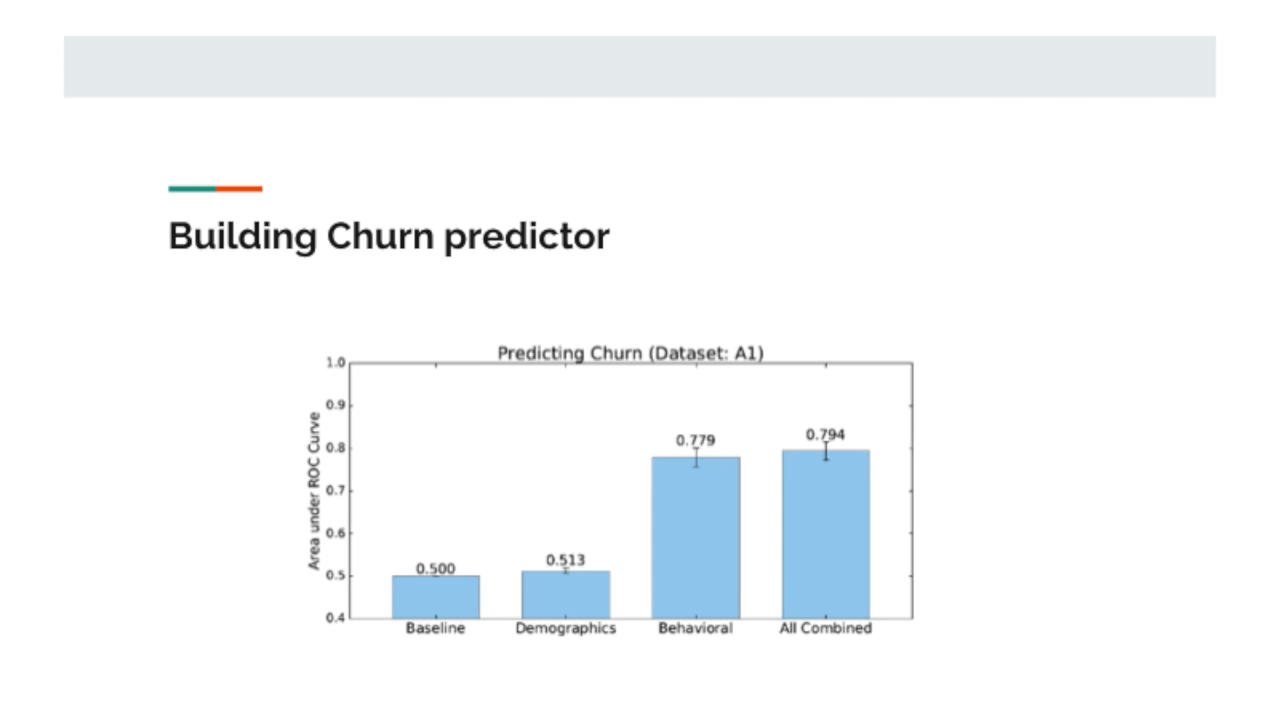 Building Churn predictor
Predicting Churn (Dataset: A1)
Area under ROC Curve
1.0
0.9
0.8
0.7
0.6
0.5
0.4
0.500
0.513
0.779
0.794
Baseline
Demographics
Behavioral
All Combined